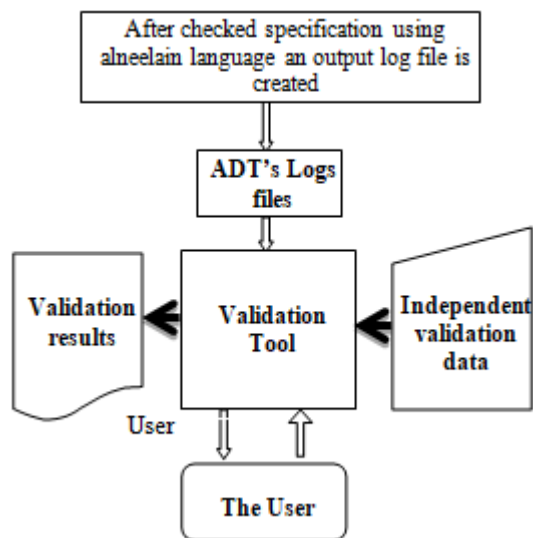 After checked specification using
alneelain language an output log file is
created
ADT's Logs
files
Validation
results
Validation
Tool
Independent
validation
data
User
The User